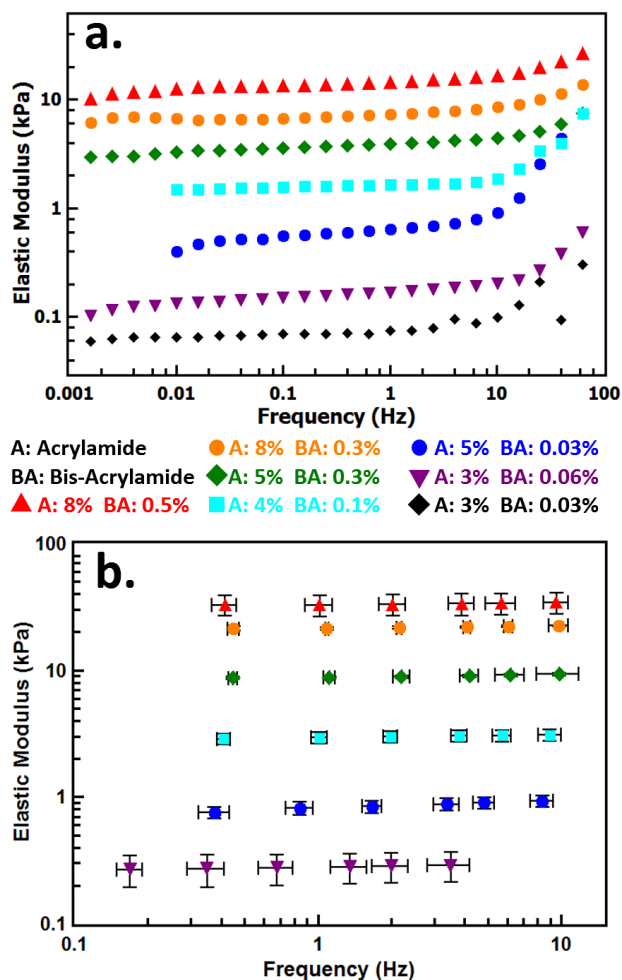 a.
Elastic Modulus (kPa)
10
1
0.1
0.001
0.01
0.1
1
10
100
Frequency (Hz)
A: Acrylamide
BA: Bis-Acrylamide
A: 8% BA: 0.5%
A: 8% BA: 0.3%
A: 5% BA: 0.3%
A: 4% BA: 0.1%
A: 5% BA: 0.03%
A: 3% BA: 0.06%
A: 3% BA: 0.03%
b.
Elastic Modulus (kPa)
100
10
1
0.1
0.1
1
10
Frequency (Hz)